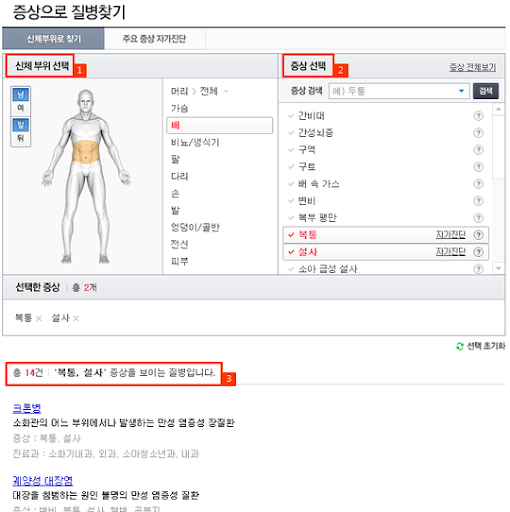 증상으로 질병찾기
신체부위로 찾기 주요 증상 자가진단
신체 부위 선택 1
증상 선택 2 증상 전체보기
남
여
앞
뒤
머리 > 전체
가슴
배
비뇨/생식기
팔
다리
손
발
엉덩이/골반
전신
피부
증상 검색 예) 두통 검색
간비대 ?
간성뇌증 ?
구역 ?
구토 ?
배 속 가스 ?
변비 ?
복부 팽만 ?
복통 자가진단 ?
설사 자가진단 ?
소아 급성 설사 ?
선택한 증상 | 총 2개
복통 × 설사 ×
선택 초기화
총 14건 | '복통, 설사' 증상을 보이는 질병입니다. 3
크론병
소화관의 어느 부위에서나 발생하는 만성 염증성 장질환
증상 : 복통, 설사
진료과 : 소화기내과, 외과, 소아청소년과, 내과
궤양성 대장염
대장을 침범하는 원인 불명의 만성 염증성 질환
증상 : 변비, 복통, 설사, 혈변, 골복지